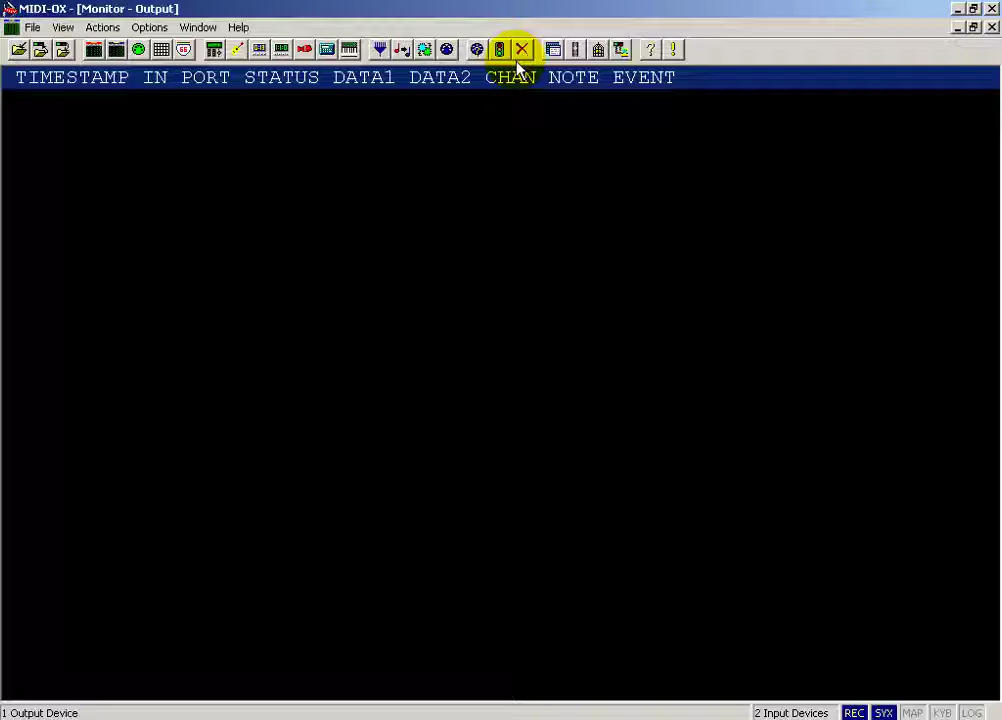 MIDI-OX - [Monitor - Output]
File View Actions Options Window Help
TIMESTAMP IN PORT STATUS DATA1 DATA2 CHAN NOTE EVENT
1 Output Device
2 Input Devices REC SYX MAP KYB LOG